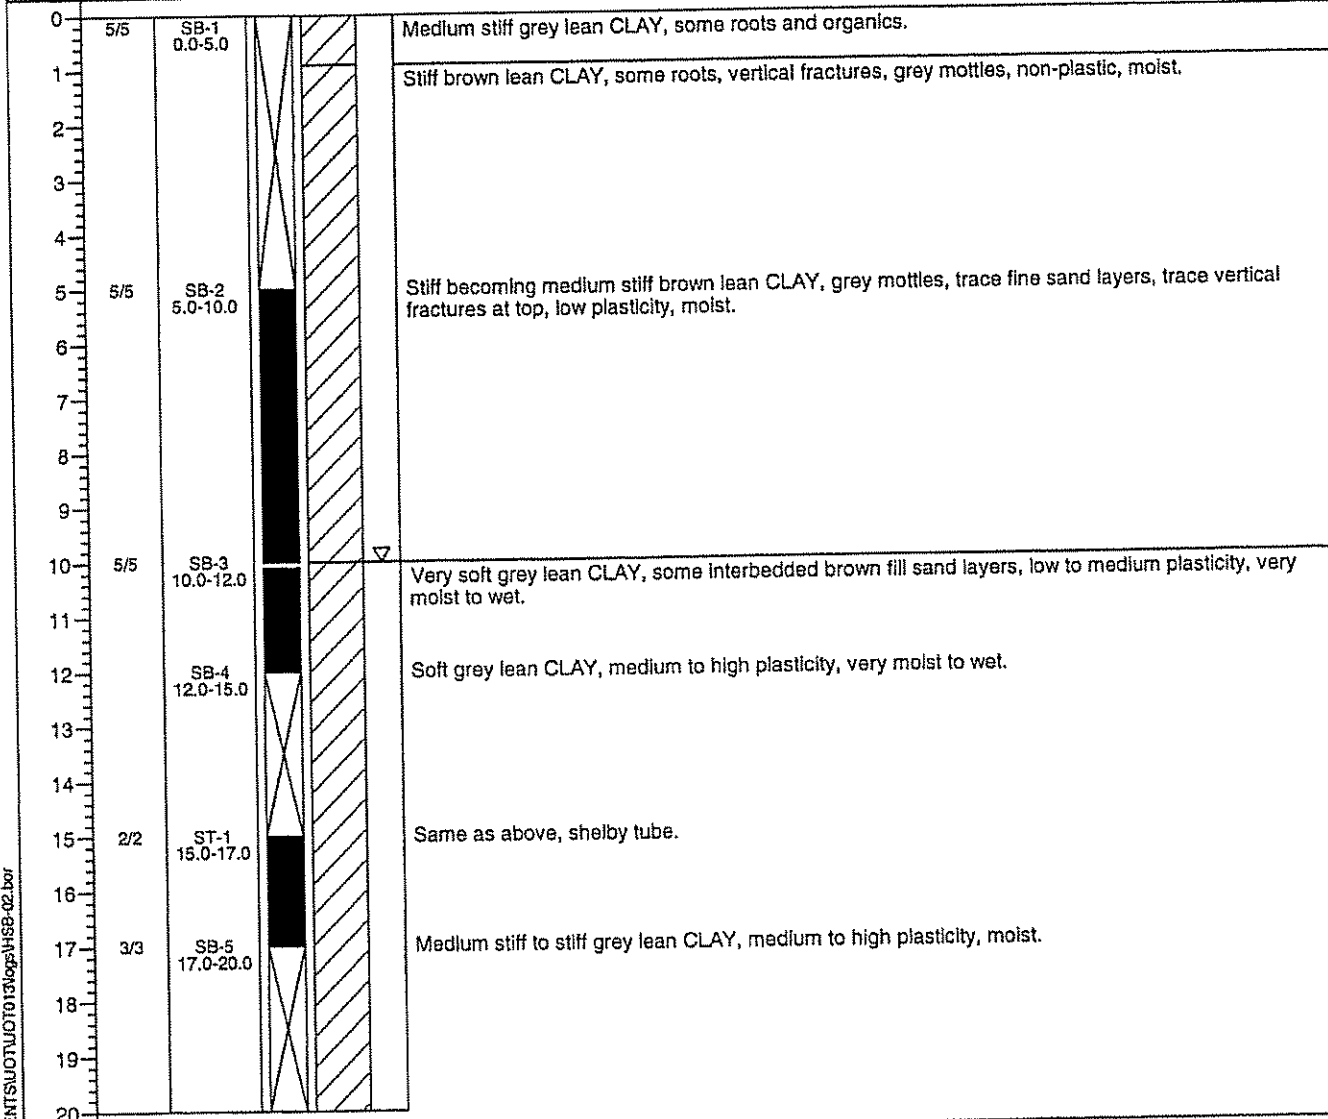 0
5/5
SB-1
0.0-5.0
Medium stiff grey lean CLAY, some roots and organics.
1
Stiff brown lean CLAY, some roots, vertical fractures, grey mottles, non-plastic, moist.
2
3
4
5
5/5
SB-2
5.0-10.0
Stiff becoming medium stiff brown lean CLAY, grey mottles, trace fine sand layers, trace vertical
fractures at top, low plasticity, moist.
6
7
8
9
10
5/5
SB-3
10.0-12.0
Very soft grey lean CLAY, some interbedded brown fill sand layers, low to medium plasticity, very
moist to wet.
11
12
SB-4
12.0-15.0
Soft grey lean CLAY, medium to high plasticity, very moist to wet.
13
14
15
2/2
ST-1
15.0-17.0
Same as above, shelby tube.
16
17
3/3
SB-5
17.0-20.0
Medium stiff to stiff grey lean CLAY, medium to high plasticity, moist.
18
19
20
ENTS\UOT\UOT013\logs\HSB-02.bor